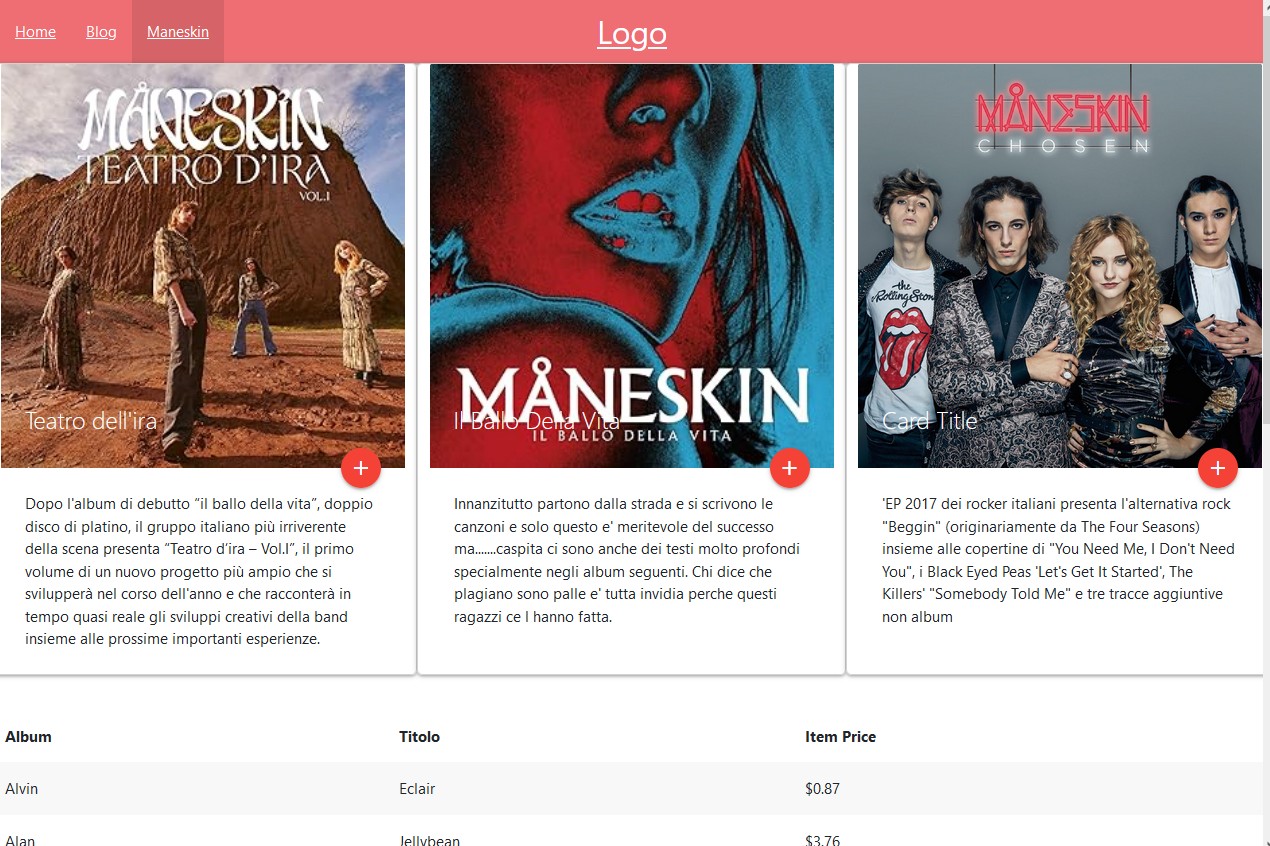 Home Blog Maneskin Logo
MÅNESKIN
TEATRO D'IRA
VOL.I
Teatro dell'ira
Dopo l'album di debutto “il ballo della vita”, doppio
disco di platino, il gruppo italiano più irriverente
della scena presenta “Teatro d’ira – Vol.I”, il primo
volume di un nuovo progetto più ampio che si
svilupperà nel corso dell'anno e che racconterà in
tempo quasi reale gli sviluppi creativi della band
insieme alle prossime importanti esperienze.
MÅNESKIN
Il Ballo Della Vita
IL BALLO DELLA VITA
Innanzitutto partono dalla strada e si scrivono le
canzoni e solo questo e' meritevole del successo
ma.......caspita ci sono anche dei testi molto profondi
specialmente negli album seguenti. Chi dice che
plagiano sono palle e' tutta invidia perche questi
ragazzi ce l hanno fatta.
MÅNESKIN
CHOSEN
the
Rolling Ston
Card Title
'EP 2017 dei rocker italiani presenta l'alternativa rock
"Beggin" (originariamente da The Four Seasons)
insieme alle copertine di "You Need Me, I Don't Need
You", i Black Eyed Peas 'Let's Get It Started', The
Killers' "Somebody Told Me" e tre tracce aggiuntive
non album
Album Titolo Item Price
Alvin Eclair $0.87
Alan Jellybean $3.76